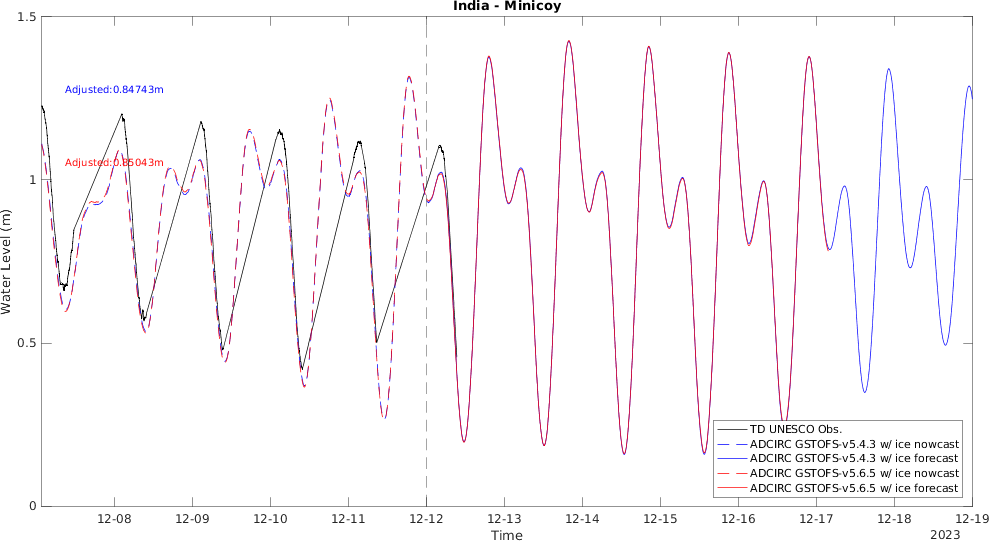 India - Minicoy
1.5
1
0.5
0
Water Level (m)
Adjusted:0.84743m
Adjusted:0.85043m
TD UNESCO Obs.
ADCIRC GSTOFS-v5.4.3 w/ ice nowcast
ADCIRC GSTOFS-v5.4.3 w/ ice forecast
ADCIRC GSTOFS-v5.6.5 w/ ice nowcast
ADCIRC GSTOFS-v5.6.5 w/ ice forecast
12-08 12-09 12-10 12-11 12-12 12-13 12-14 12-15 12-16 12-17 12-18 12-19
Time
2023